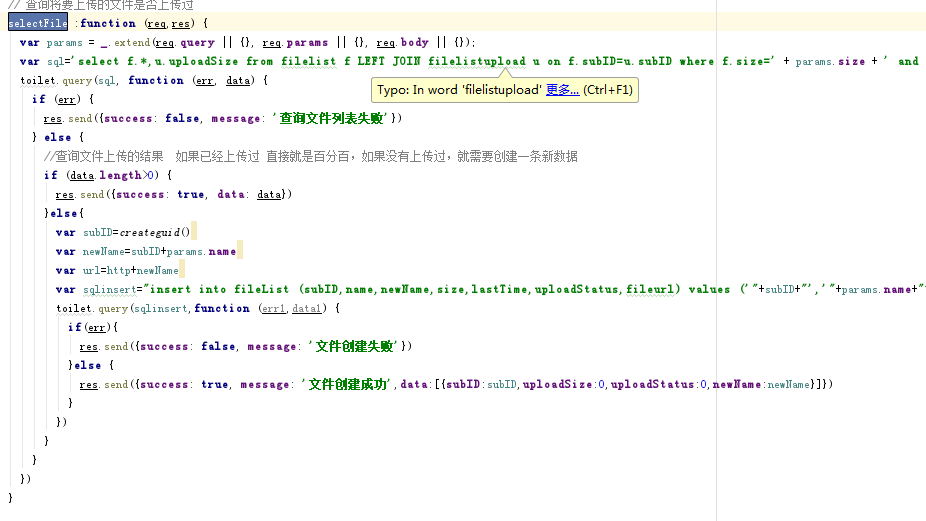 // 查询将要上传的文件是否上传过
selectFile :function (req,res) {
var params = _.extend(req.query || {}, req.params || {}, req.body || {});
var sql='select f.*,u.uploadSize from filelist f LEFT JOIN filelistupload u on f.subID=u.subID where f.size=' + params.size + ' and
toilet.query(sql, function (err, data) {
Typo: In word 'filelistupload' 更多... (Ctrl+F1)
if (err) {
res.send({success: false, message: '查询文件列表失败'})
} else {
//查询文件上传的结果 如果已经上传过 直接就是百分百，如果没有上传过，就需要创建一条新数据
if (data.length>0) {
res.send({success: true, data: data})
}else{
var subID=createguid()
var newName=subID+params.name
var url=http+newName
var sqlinsert="insert into fileList (subID,name,newName,size,lastTime,uploadStatus,fileurl) values ('"+subID+"','"+params.name+"'
toilet.query(sqlinsert,function (err1,data1) {
if(err){
res.send({success: false, message: '文件创建失败'})
}else {
res.send({success: true, message: '文件创建成功',data:[{subID:subID,uploadSize:0,uploadStatus:0,newName:newName}]})
}
})
}
}
})
}